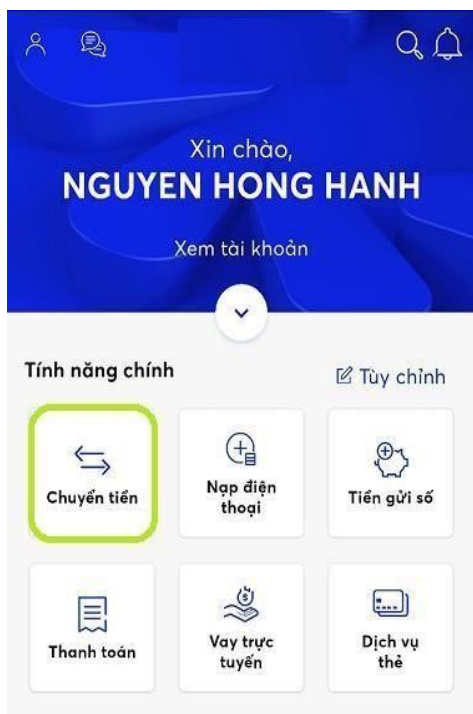 Xin chào,
NGUYEN HONG HANH
Xem tài khoản
Tính năng chính
Tùy chỉnh
Chuyển tiền
Nạp điện
thoại
Tiền gửi số
Thanh toán
Vay trực
tuyến
Dịch vụ
thẻ